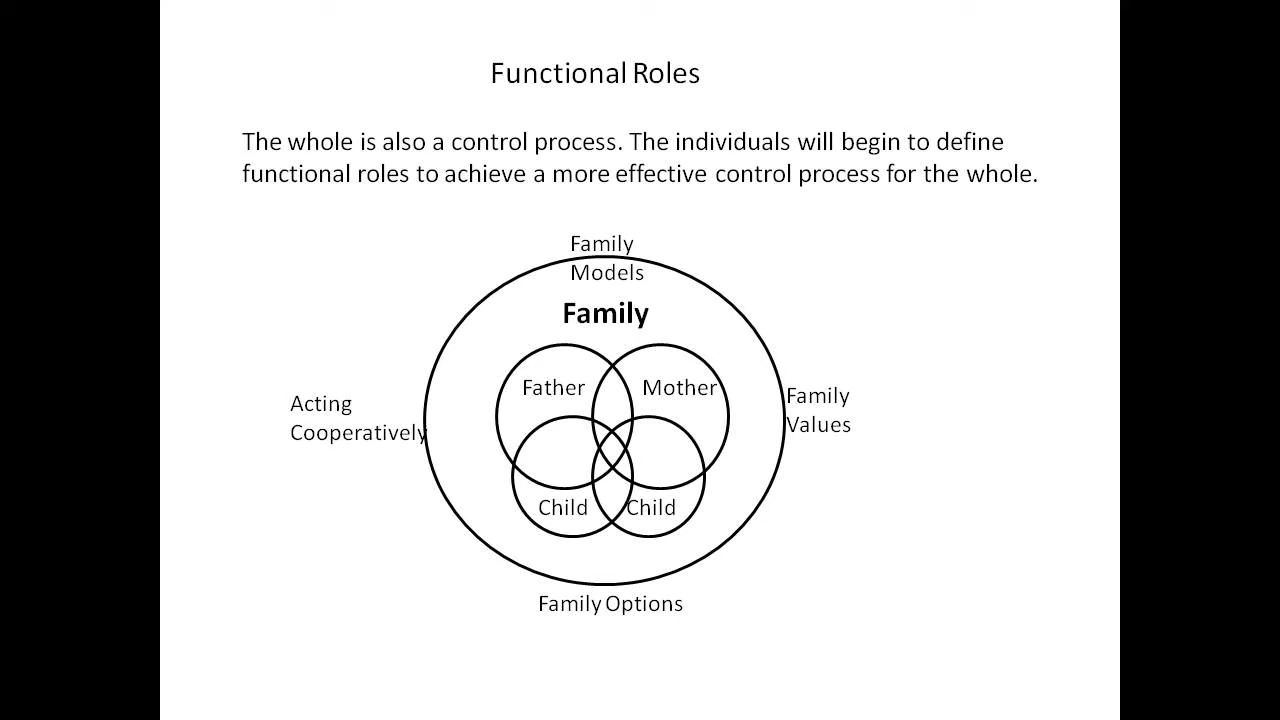 Functional Roles
The whole is also a control process. The individuals will begin to define
functional roles to achieve a more effective control process for the whole.
Family
Models
Family
Father
Mother
Acting
Cooperatively
Family
Values
Child
Child
Family Options